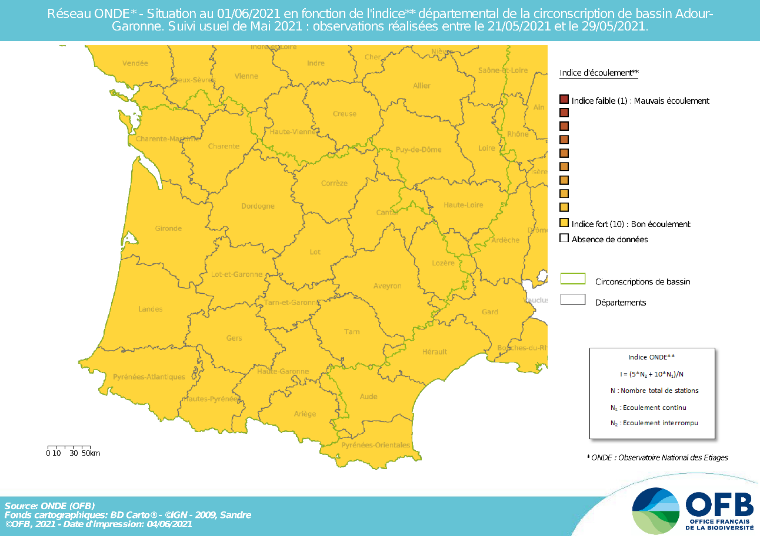 Réseau ONDE* - Situation au 01/06/2021 en fonction de l'indice** départemental de la circonscription de bassin Adour-
Garonne. Suivi usuel de Mai 2021 : observations réalisées entre le 21/05/2021 et le 29/05/2021.
Vendée
Deux-Sèvres
Vienne
Indre
Cher
Allier
Saône-et-Loire
Ain
Charente-Maritime
Charente
Haute-Vienne
Creuse
Puy-de-Dôme
Loire
Rhône
Isère
Corrèze
Dordogne
Cantal
Haute-Loire
Gironde
Lot
Lozère
Ardèche
Lot-et-Garonne
Aveyron
Landes
Tarn-et-Garonne
Gard
Gers
Tarn
Hérault
Pyrénées-Atlantiques
Haute-Garonne
Hautes-Pyrénées
Aude
Ariège
Pyrénées-Orientales
0 10 30 50km
Indice d'écoulement**
Indice faible (1) : Mauvais écoulement
Indice fort (10) : Bon écoulement
Absence de données
Circonscriptions de bassin
Départements
Indice ONDE**
I = (5*N₂ + 10*N₁)/N
N : Nombre total de stations
N₁ : Ecoulement continu
N₂ : Ecoulement interrompu
* ONDE : Observatoire National des Etiages
Source: ONDE (OFB)
Fonds cartographiques: BD Carto® - ©IGN - 2009, Sandre
©OFB, 2021 - Date d'impression: 04/06/2021
OFB
OFFICE FRANÇAIS
DE LA BIODIVERSITÉ